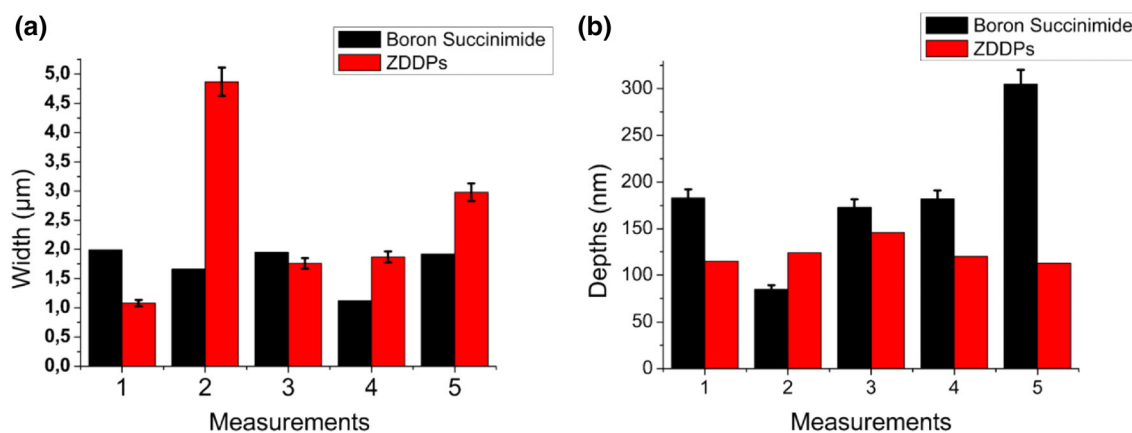 (a)
Boron Succinimide
ZDDPs
5,0
4,5
4,0
3,5
3,0
2,5
2,0
1,5
1,0
0,5
0,0
Width (µm)
1 2 3 4 5
Measurements
(b)
Boron Succinimide
ZDDPs
300
250
200
150
100
50
0
Depths (nm)
1 2 3 4 5
Measurements